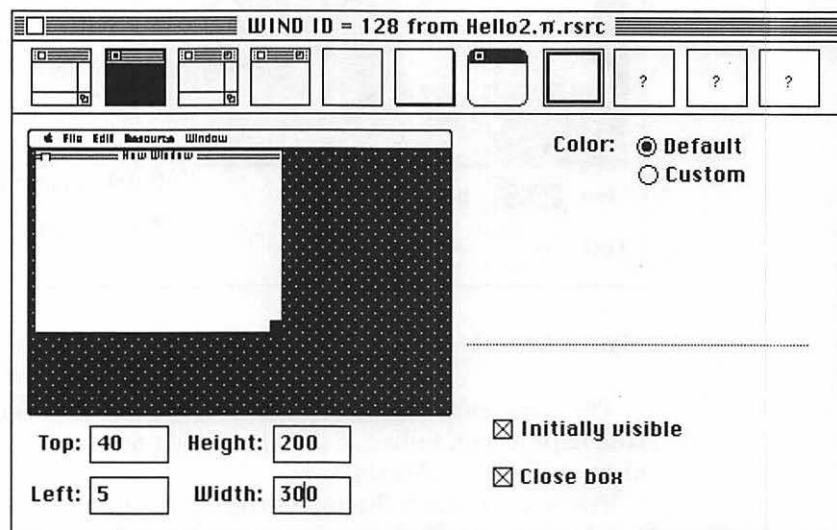 WIND ID = 128 from Hello2.π.rsrc
? ? ?
File Edit Resource Window
New Window
Color: Default
Custom
Initially visible
Top: 40 Height: 200
Close box
Left: 5 Width: 300